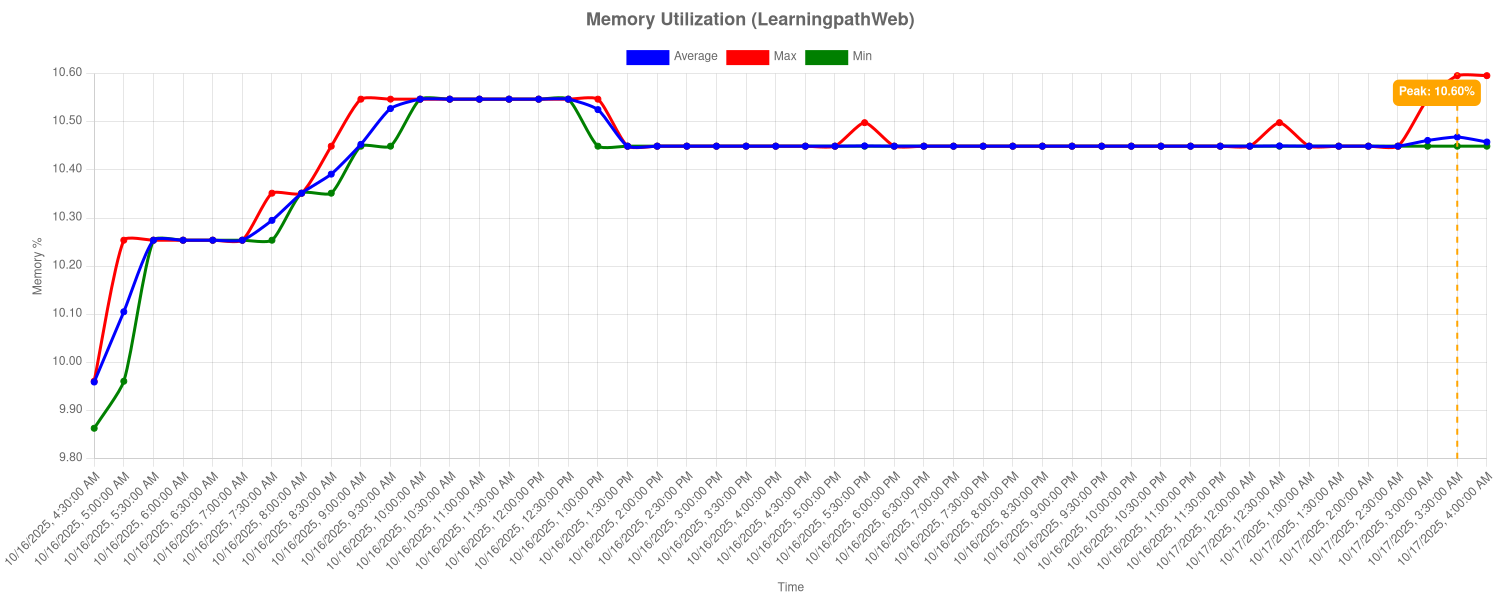 Memory Utilization (LearningpathWeb)
Average Max Min
10.60
10.50
10.40
10.30
10.20
10.10
10.00
9.90
9.80
Memory %
Peak: 10.60%
10/16/2025, 4:30:00 AM
10/16/2025, 5:00:00 AM
10/16/2025, 5:30:00 AM
10/16/2025, 6:00:00 AM
10/16/2025, 6:30:00 AM
10/16/2025, 7:00:00 AM
10/16/2025, 7:30:00 AM
10/16/2025, 8:00:00 AM
10/16/2025, 8:30:00 AM
10/16/2025, 9:00:00 AM
10/16/2025, 9:30:00 AM
10/16/2025, 10:00:00 AM
10/16/2025, 10:30:00 AM
10/16/2025, 11:00:00 AM
10/16/2025, 11:30:00 AM
10/16/2025, 12:00:00 PM
10/16/2025, 12:30:00 PM
10/16/2025, 1:00:00 PM
10/16/2025, 1:30:00 PM
10/16/2025, 2:00:00 PM
10/16/2025, 2:30:00 PM
10/16/2025, 3:00:00 PM
10/16/2025, 3:30:00 PM
10/16/2025, 4:00:00 PM
10/16/2025, 4:30:00 PM
10/16/2025, 5:00:00 PM
10/16/2025, 5:30:00 PM
10/16/2025, 6:00:00 PM
10/16/2025, 6:30:00 PM
10/16/2025, 7:00:00 PM
10/16/2025, 7:30:00 PM
10/16/2025, 8:00:00 PM
10/16/2025, 8:30:00 PM
10/16/2025, 9:00:00 PM
10/16/2025, 9:30:00 PM
10/16/2025, 10:00:00 PM
10/16/2025, 10:30:00 PM
10/16/2025, 11:00:00 PM
10/16/2025, 11:30:00 PM
10/17/2025, 12:00:00 AM
10/17/2025, 12:30:00 AM
10/17/2025, 1:00:00 AM
10/17/2025, 1:30:00 AM
10/17/2025, 2:00:00 AM
10/17/2025, 2:30:00 AM
10/17/2025, 3:00:00 AM
10/17/2025, 3:30:00 AM
10/17/2025, 4:00:00 AM
Time